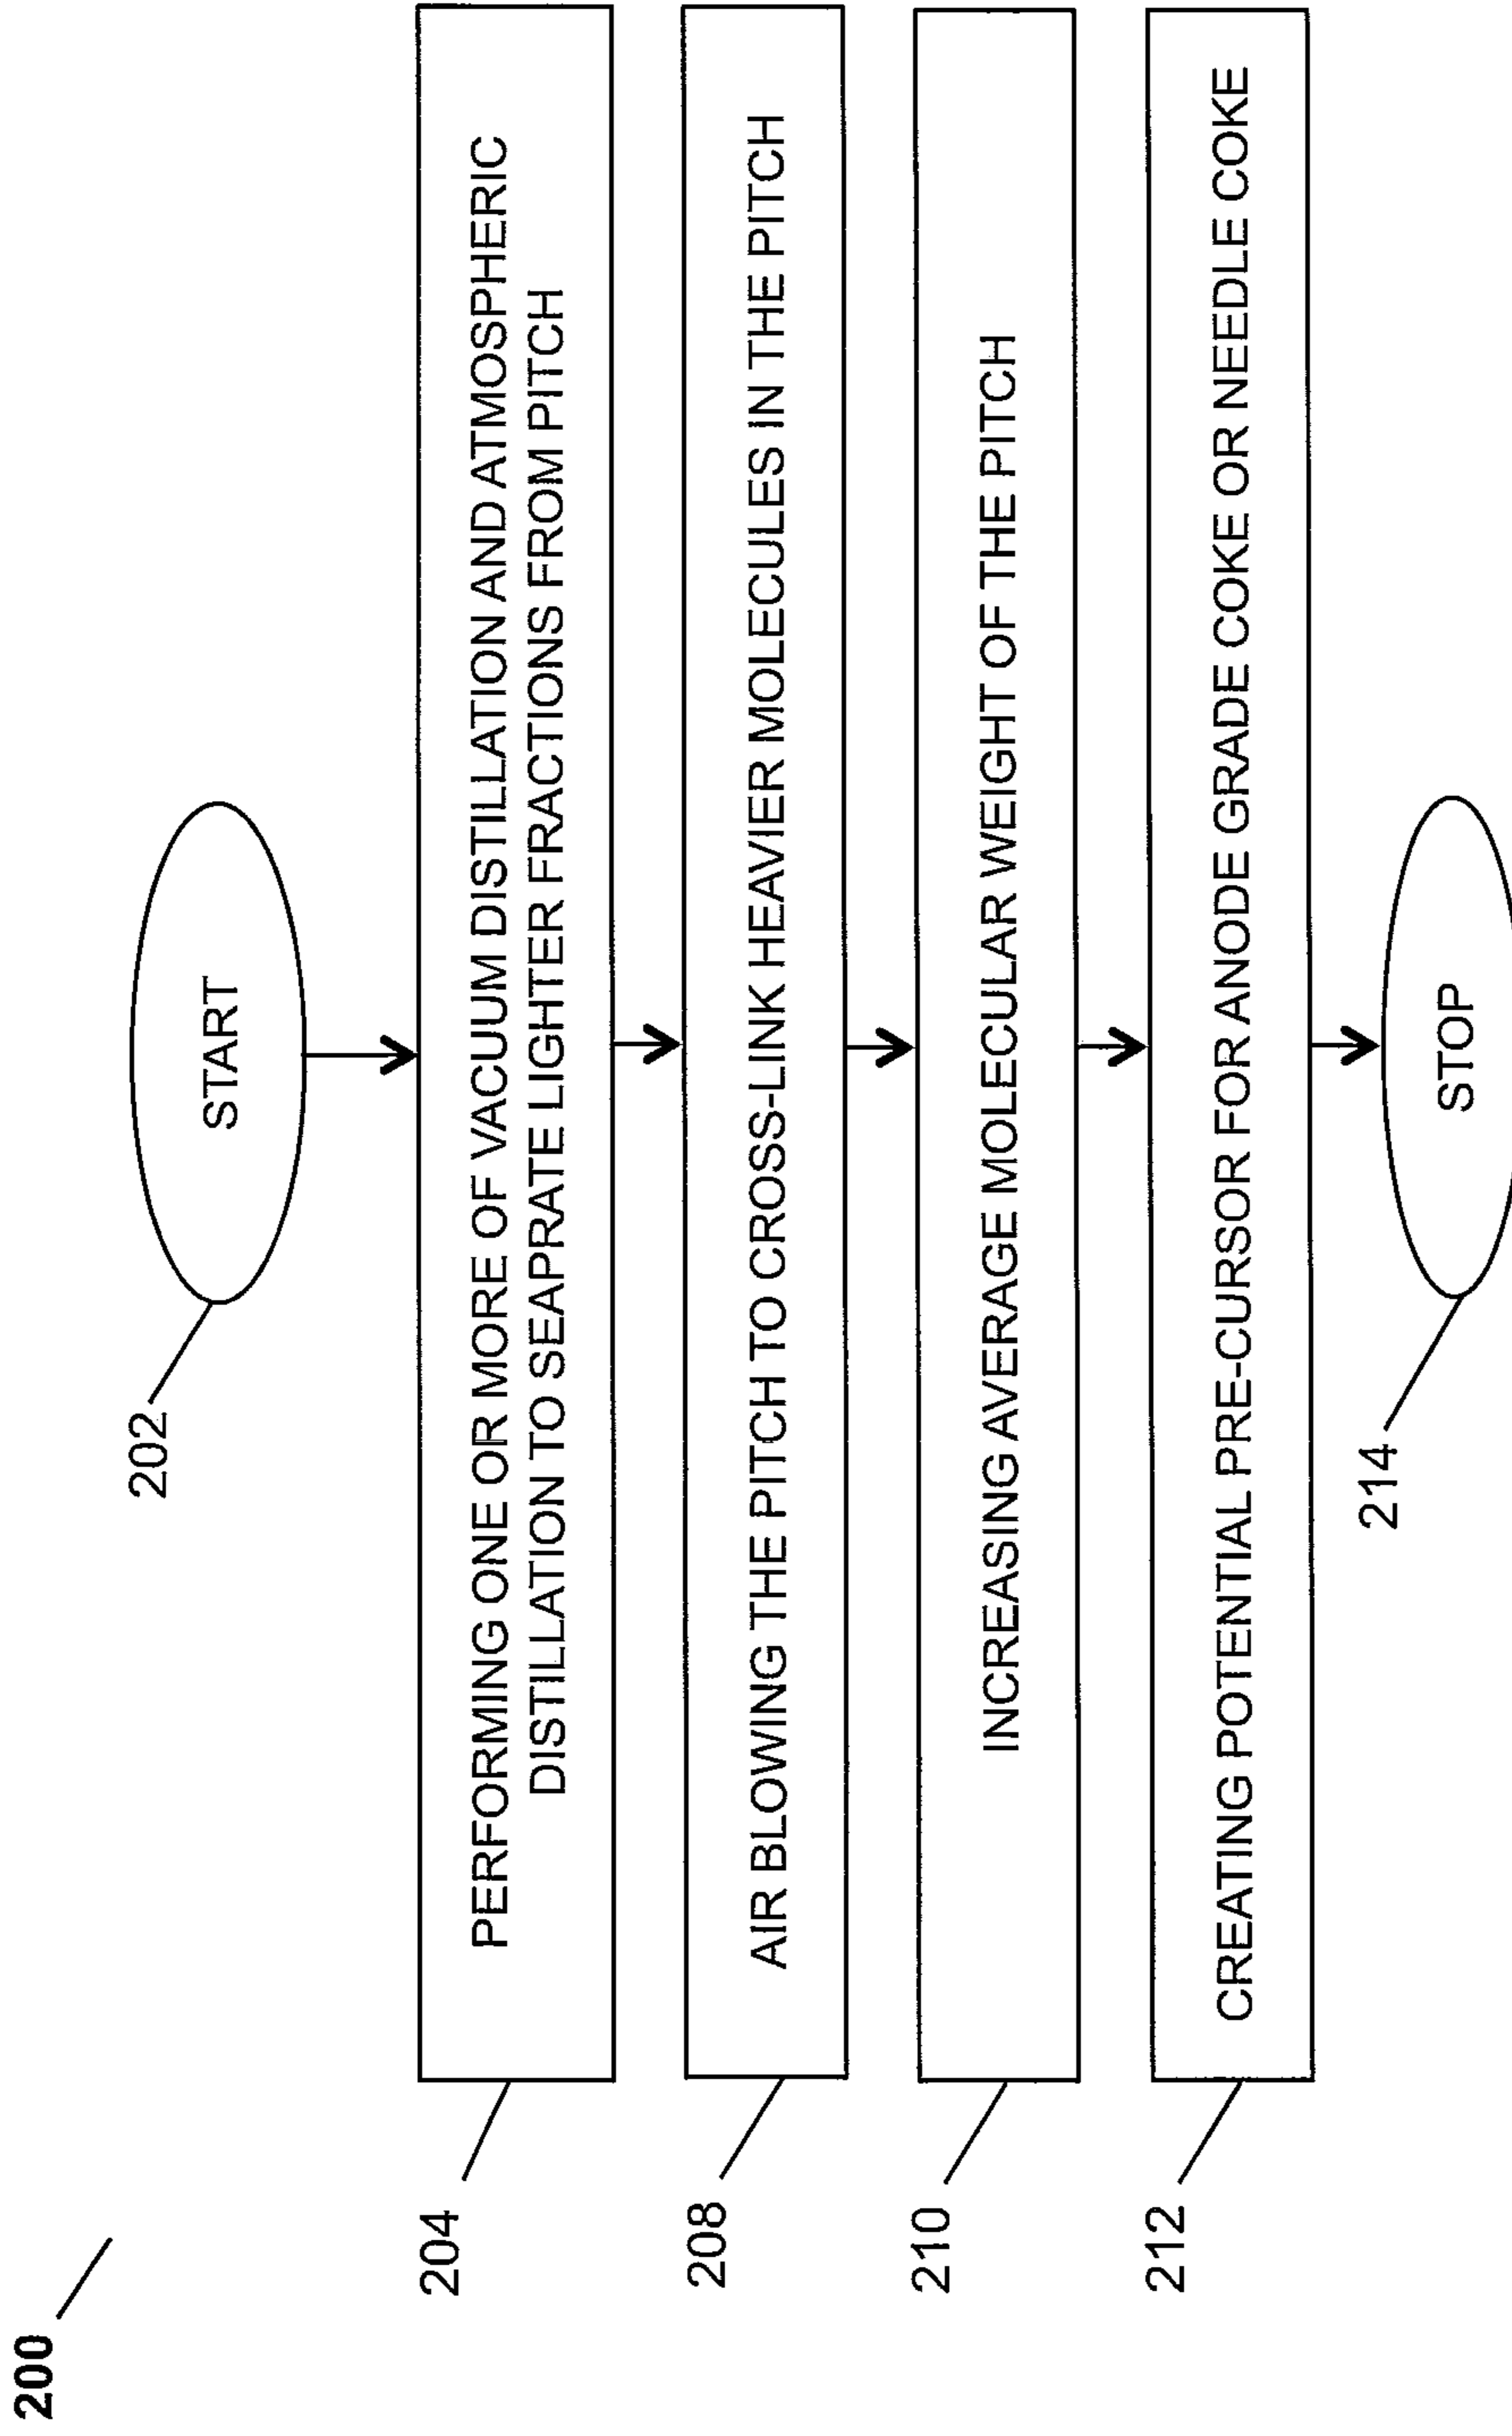 200
202
START
204
PERFORMING ONE OR MORE OF VACUUM DISTILLATION AND ATMOSPHERIC
DISTILLATION TO SEAPRATE LIGHTER FRACTIONS FROM PITCH
208
AIR BLOWING THE PITCH TO CROSS-LINK HEAVIER MOLECULES IN THE PITCH
210
INCREASING AVERAGE MOLECULAR WEIGHT OF THE PITCH
212
CREATING POTENTIAL PRE-CURSOR FOR ANODE GRADE COKE OR NEEDLE COKE
214
STOP